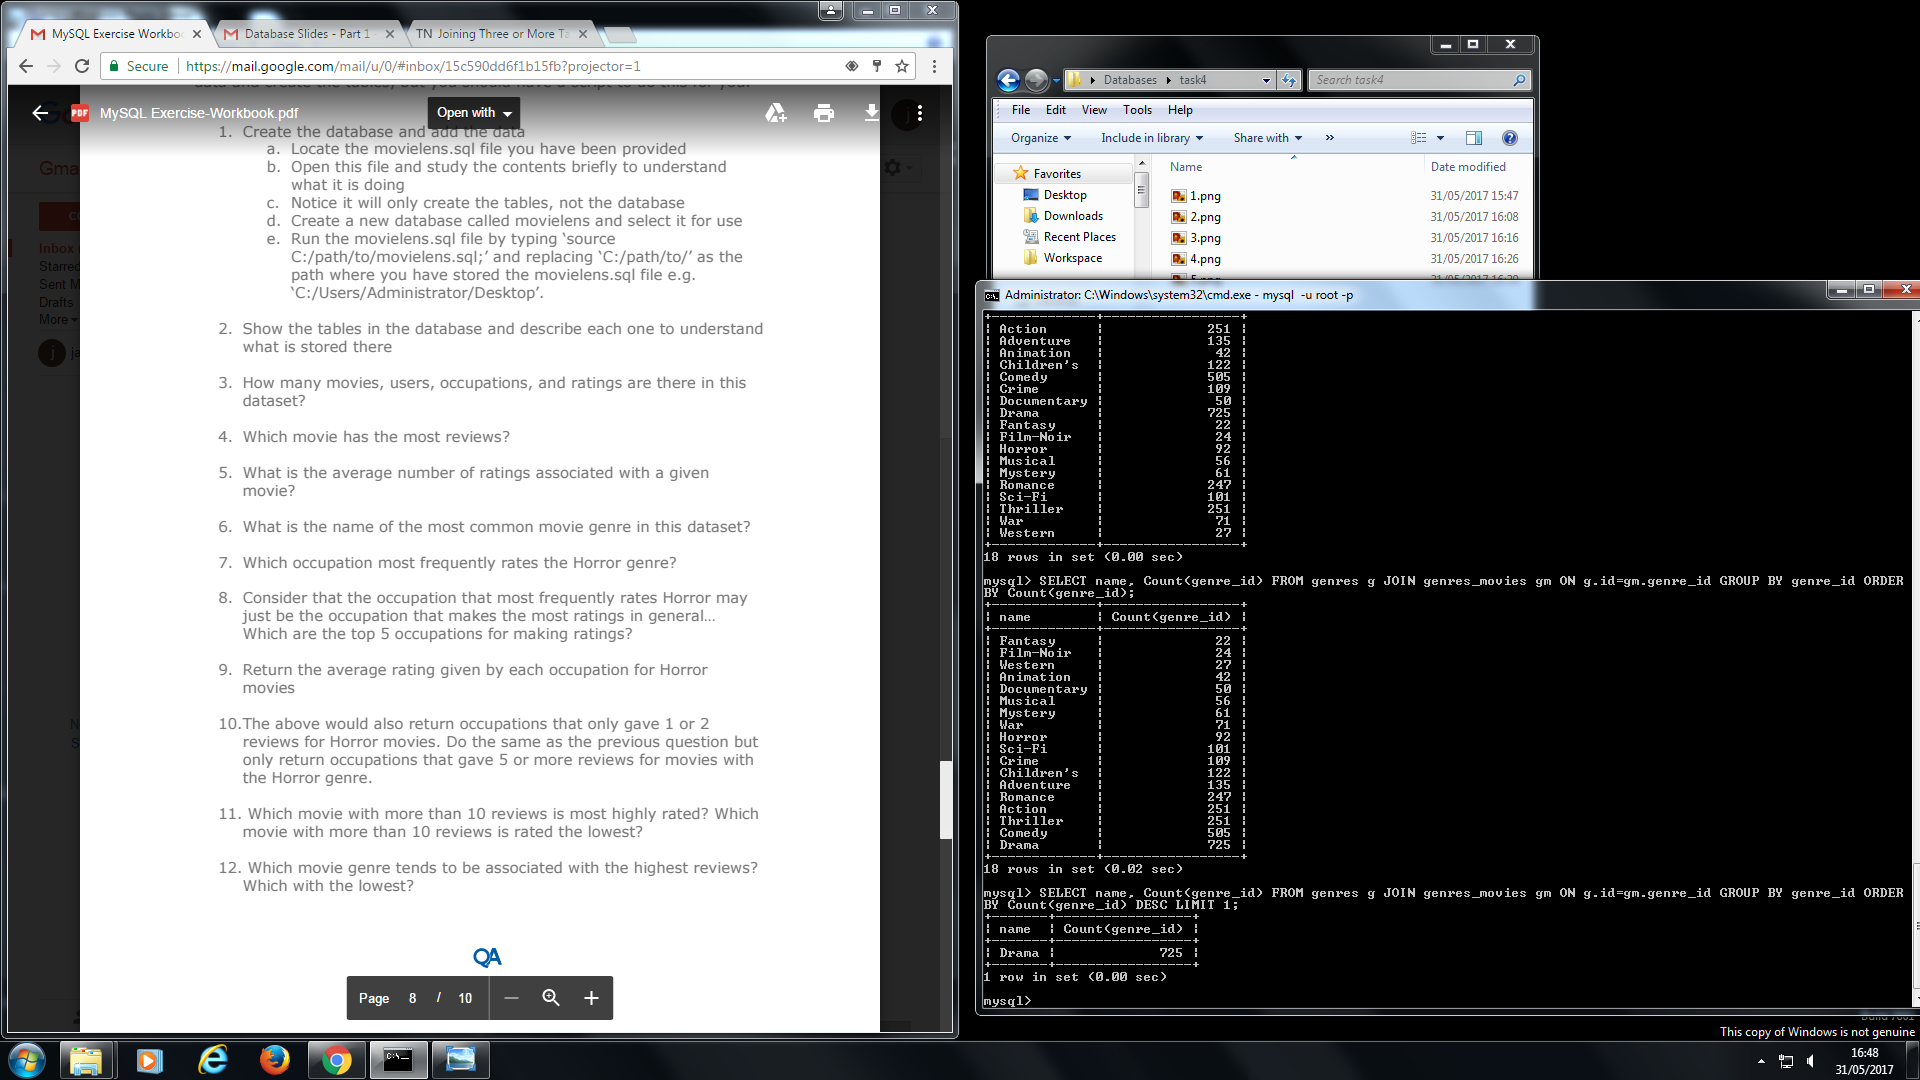 MySQL Exercise Workbo
Database Slides - Part 1
TN Joining Three or More Ta
Secure
https://mail.google.com/mail/u/0/#inbox/15c590dd6f1b15fb?projector=1
MySQL Exercise-Workbook.pdf
Open with
1. Create the database and add the data
a. Locate the movielens.sql file you have been provided
b. Open this file and study the contents briefly to understand
what it is doing
c. Notice it will only create the tables, not the database
d. Create a new database called movielens and select it for use
e. Run the movielens.sql file by typing ‘source
C:/path/to/movielens.sql;’ and replacing ‘C:/path/to/’ as the
path where you have stored the movielens.sql file e.g.
‘C:/Users/Administrator/Desktop’.
2. Show the tables in the database and describe each one to understand
what is stored there
3. How many movies, users, occupations, and ratings are there in this
dataset?
4. Which movie has the most reviews?
5. What is the average number of ratings associated with a given
movie?
6. What is the name of the most common movie genre in this dataset?
7. Which occupation most frequently rates the Horror genre?
8. Consider that the occupation that most frequently rates Horror may
just be the occupation that makes the most ratings in general…
Which are the top 5 occupations for making ratings?
9. Return the average rating given by each occupation for Horror
movies
10.The above would also return occupations that only gave 1 or 2
reviews for Horror movies. Do the same as the previous question but
only return occupations that gave 5 or more reviews for movies with
the Horror genre.
11. Which movie with more than 10 reviews is most highly rated? Which
movie with more than 10 reviews is rated the lowest?
12. Which movie genre tends to be associated with the highest reviews?
Which with the lowest?
QA
Page 8 / 10
Gma
Inbox
Starred
Sent M
Drafts
More
j ja
Databases task4
Search task4
File Edit View Tools Help
Organize Include in library Share with »
Name Date modified
Favorites
Desktop
Downloads
Recent Places
Workspace
1.png 31/05/2017 15:47
2.png 31/05/2017 16:08
3.png 31/05/2017 16:16
4.png 31/05/2017 16:26
Administrator: C:\Windows\system32\cmd.exe - mysql -u root -p
+-------------+-----------------+
| Action | 251 |
| Adventure | 135 |
| Animation | 42 |
| Children's | 122 |
| Comedy | 505 |
| Crime | 109 |
| Documentary | 50 |
| Drama | 725 |
| Fantasy | 22 |
| Film-Noir | 24 |
| Horror | 92 |
| Musical | 56 |
| Mystery | 61 |
| Romance | 247 |
| Sci-Fi | 101 |
| Thriller | 251 |
| War | 71 |
| Western | 27 |
+-------------+-----------------+
18 rows in set (0.00 sec)
mysql> SELECT name, Count(genre_id) FROM genres g JOIN genres_movies gm ON g.id=gm.genre_id GROUP BY genre_id ORDER
BY Count(genre_id);
+-------------+-----------------+
| name | Count(genre_id) |
+-------------+-----------------+
| Fantasy | 22 |
| Film-Noir | 24 |
| Western | 27 |
| Animation | 42 |
| Documentary | 50 |
| Musical | 56 |
| Mystery | 61 |
| War | 71 |
| Horror | 92 |
| Sci-Fi | 101 |
| Crime | 109 |
| Children's | 122 |
| Adventure | 135 |
| Romance | 247 |
| Action | 251 |
| Thriller | 251 |
| Comedy | 505 |
| Drama | 725 |
+-------------+-----------------+
18 rows in set (0.02 sec)
mysql> SELECT name, Count(genre_id) FROM genres g JOIN genres_movies gm ON g.id=gm.genre_id GROUP BY genre_id ORDER
BY Count(genre_id) DESC LIMIT 1;
+-------+-----------------+
| name | Count(genre_id) |
+-------+-----------------+
| Drama | 725 |
+-------+-----------------+
1 row in set (0.00 sec)
mysql>
This copy of Windows is not genuine
16:48
31/05/2017